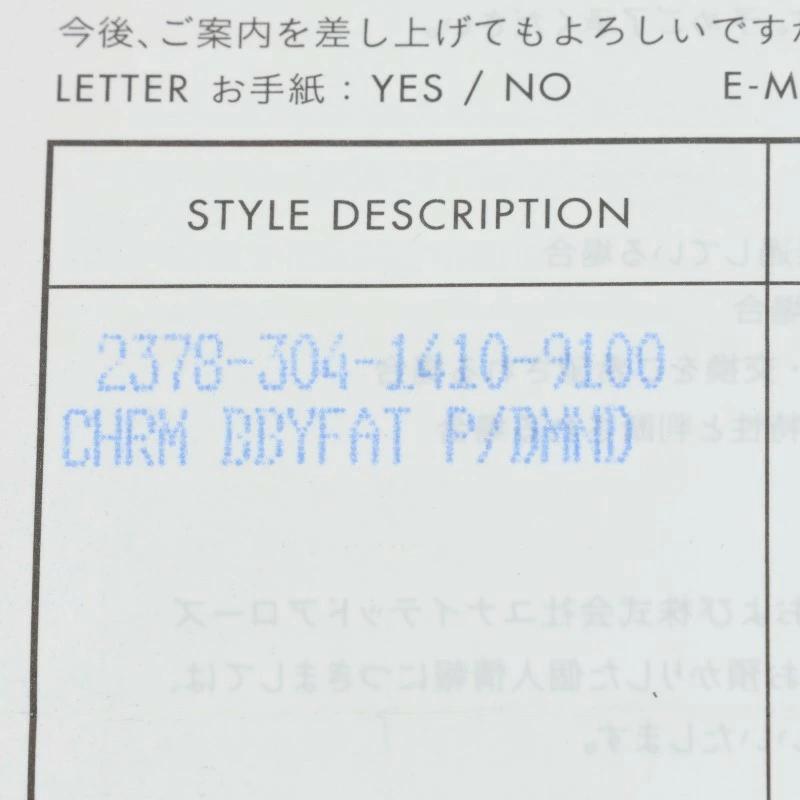 今後、ご案内を差し上げてもよろしいですか
LETTER お手紙 : YES / NO E-M
STYLE DESCRIPTION
2378-304-1410-9100
CHRM BBYFAT P/DMND